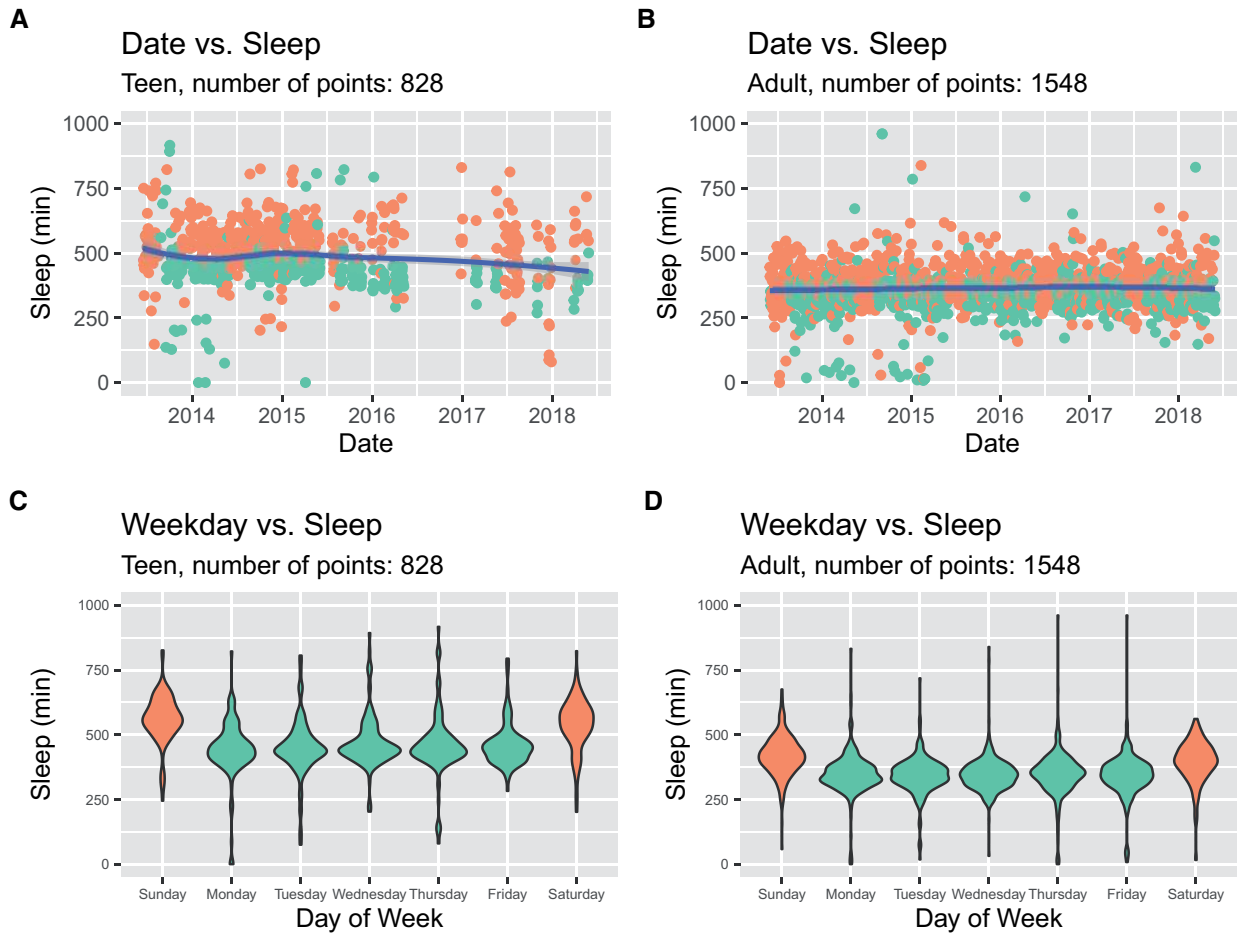 A
Date vs. Sleep
Teen, number of points: 828
1000
750
500
250
0
Sleep (min)
2014 2015 2016 2017 2018
Date
B
Date vs. Sleep
Adult, number of points: 1548
1000
750
500
250
0
Sleep (min)
2014 2015 2016 2017 2018
Date
C
Weekday vs. Sleep
Teen, number of points: 828
1000
750
500
250
0
Sleep (min)
Sunday Monday Tuesday Wednesday Thursday Friday Saturday
Day of Week
D
Weekday vs. Sleep
Adult, number of points: 1548
1000
750
500
250
0
Sleep (min)
Sunday Monday Tuesday Wednesday Thursday Friday Saturday
Day of Week